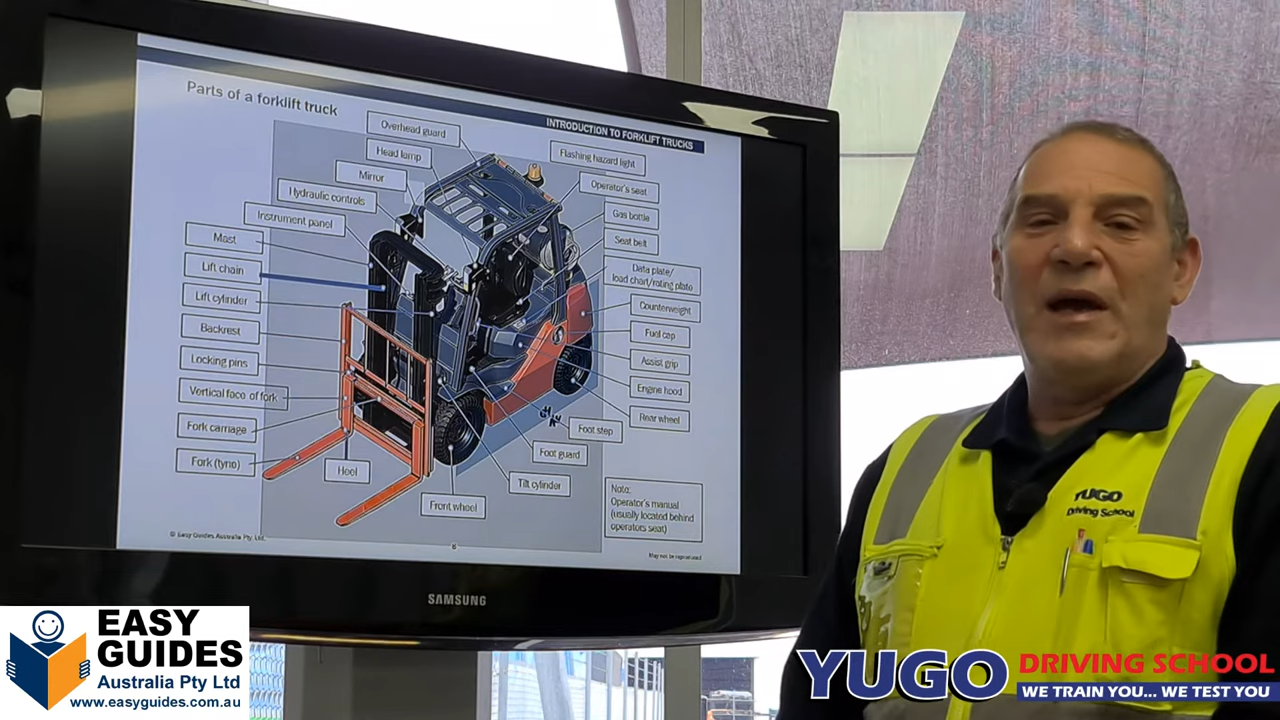 Parts of a forklift truck
INTRODUCTION TO FORKLIFT TRUCKS
Overhead guard
Head lamp
Mirror
Hydraulic controls
Instrument panel
Mast
Lift chain
Lift cylinder
Backrest
Locking pins
Vertical face of fork
Fork carriage
Fork (tyne)
Heel
Front wheel
Tilt cylinder
Foot guard
Foot step
Flashing hazard light
Operator's seat
Gas bottle
Seat belt
Data plate/
load chart/rating plate
Counterweight
Fuel cap
Assist grip
Engine hood
Rear wheel
Note:
Operator's manual
(usually located behind
operators seat)
© Easy Guides Australia Pty. Ltd.
6
May not be reproduced
SAMSUNG
YUGO
Driving School
EASY
GUIDES
Australia Pty Ltd
www.easyguides.com.au
YUGO DRIVING SCHOOL
WE TRAIN YOU... WE TEST YOU